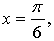 x = π/6,